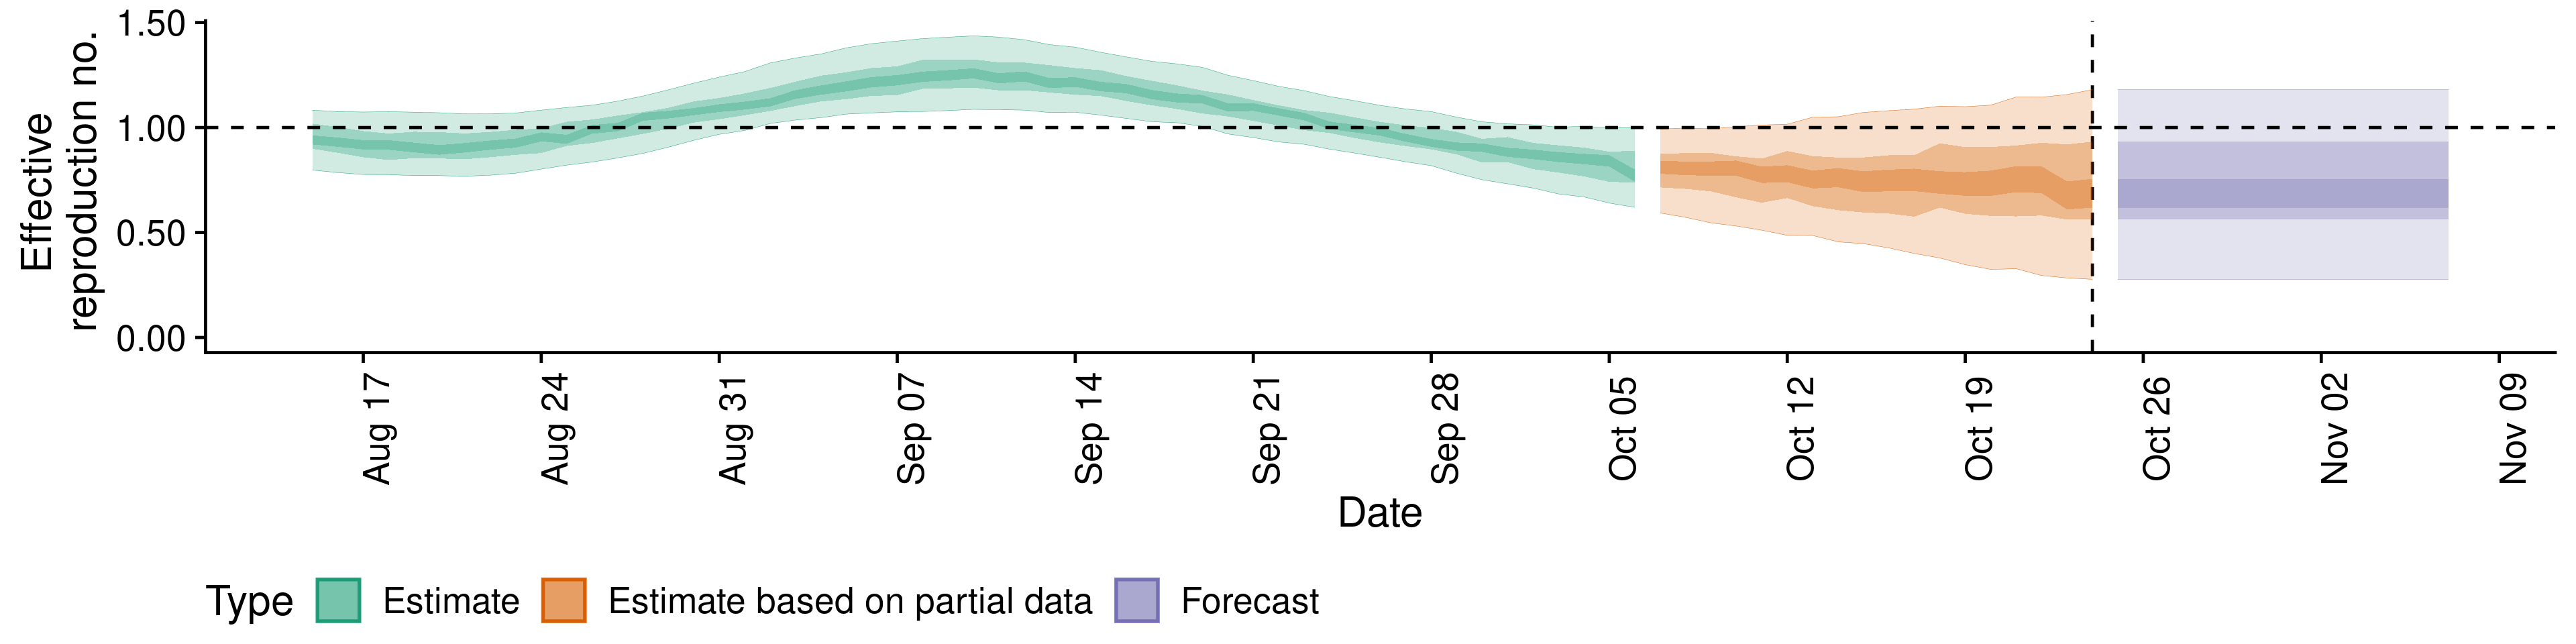 Effective
reproduction no.
1.50
1.00
0.50
0.00
Aug 17
Aug 24
Aug 31
Sep 07
Sep 14
Sep 21
Sep 28
Oct 05
Oct 12
Oct 19
Oct 26
Nov 02
Nov 09
Date
Type Estimate Estimate based on partial data Forecast